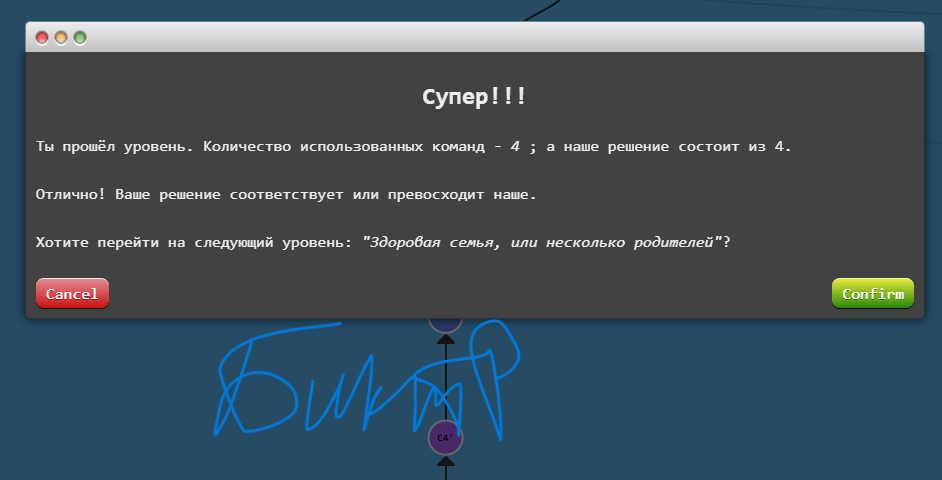 Супер!!!
Ты прошёл уровень. Количество использованных команд - 4 ; а наше решение состоит из 4.
Отлично! Ваше решение соответствует или превосходит наше.
Хотите перейти на следующий уровень: "Здоровая семья, или несколько родителей"?
Cancel Confirm
C4'